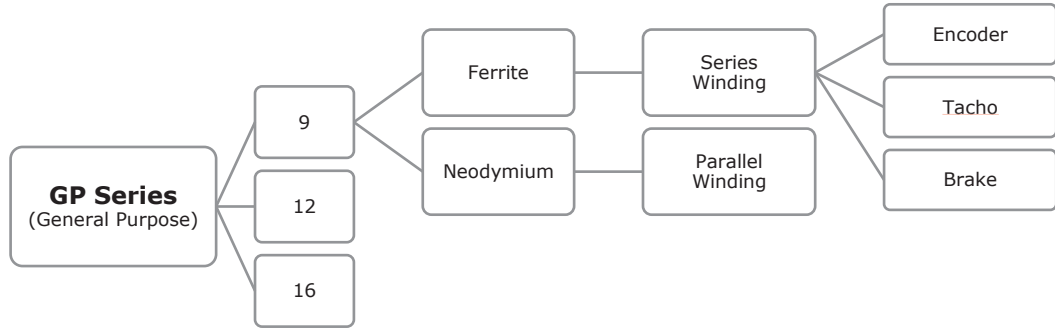 GP Series
(General Purpose)
9
12
16
Ferrite
Neodymium
Series
Winding
Parallel
Winding
Encoder
Tacho
Brake